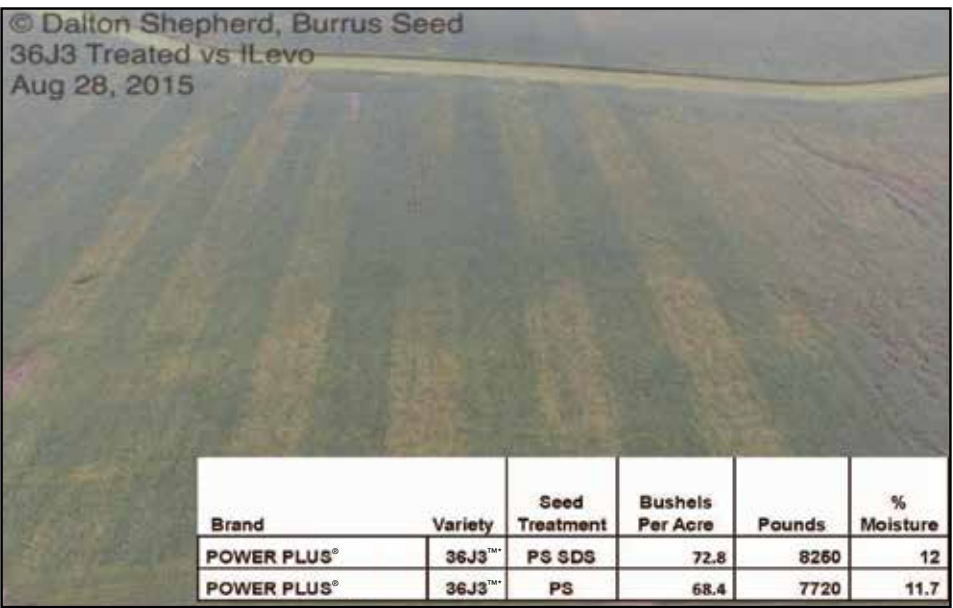 © Dalton Shepherd, Burrus Seed
36J3 Treated vs ILevo
Aug 28, 2015
Brand Variety Seed Treatment Bushels Per Acre Pounds % Moisture
POWER PLUS® 36J3™* PS SDS 72.8 8260 12
POWER PLUS® 36J3™* PS 68.4 7720 11.7